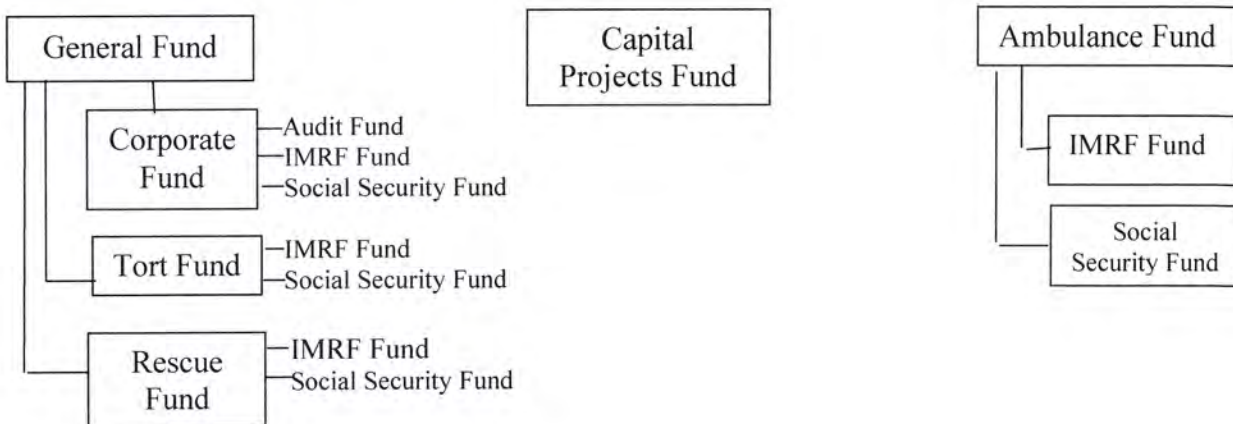 General Fund
Corporate
Fund
Audit Fund
IMRF Fund
Social Security Fund
Tort Fund
IMRF Fund
Social Security Fund
Rescue
Fund
IMRF Fund
Social Security Fund
Capital
Projects Fund
Ambulance Fund
IMRF Fund
Social
Security Fund